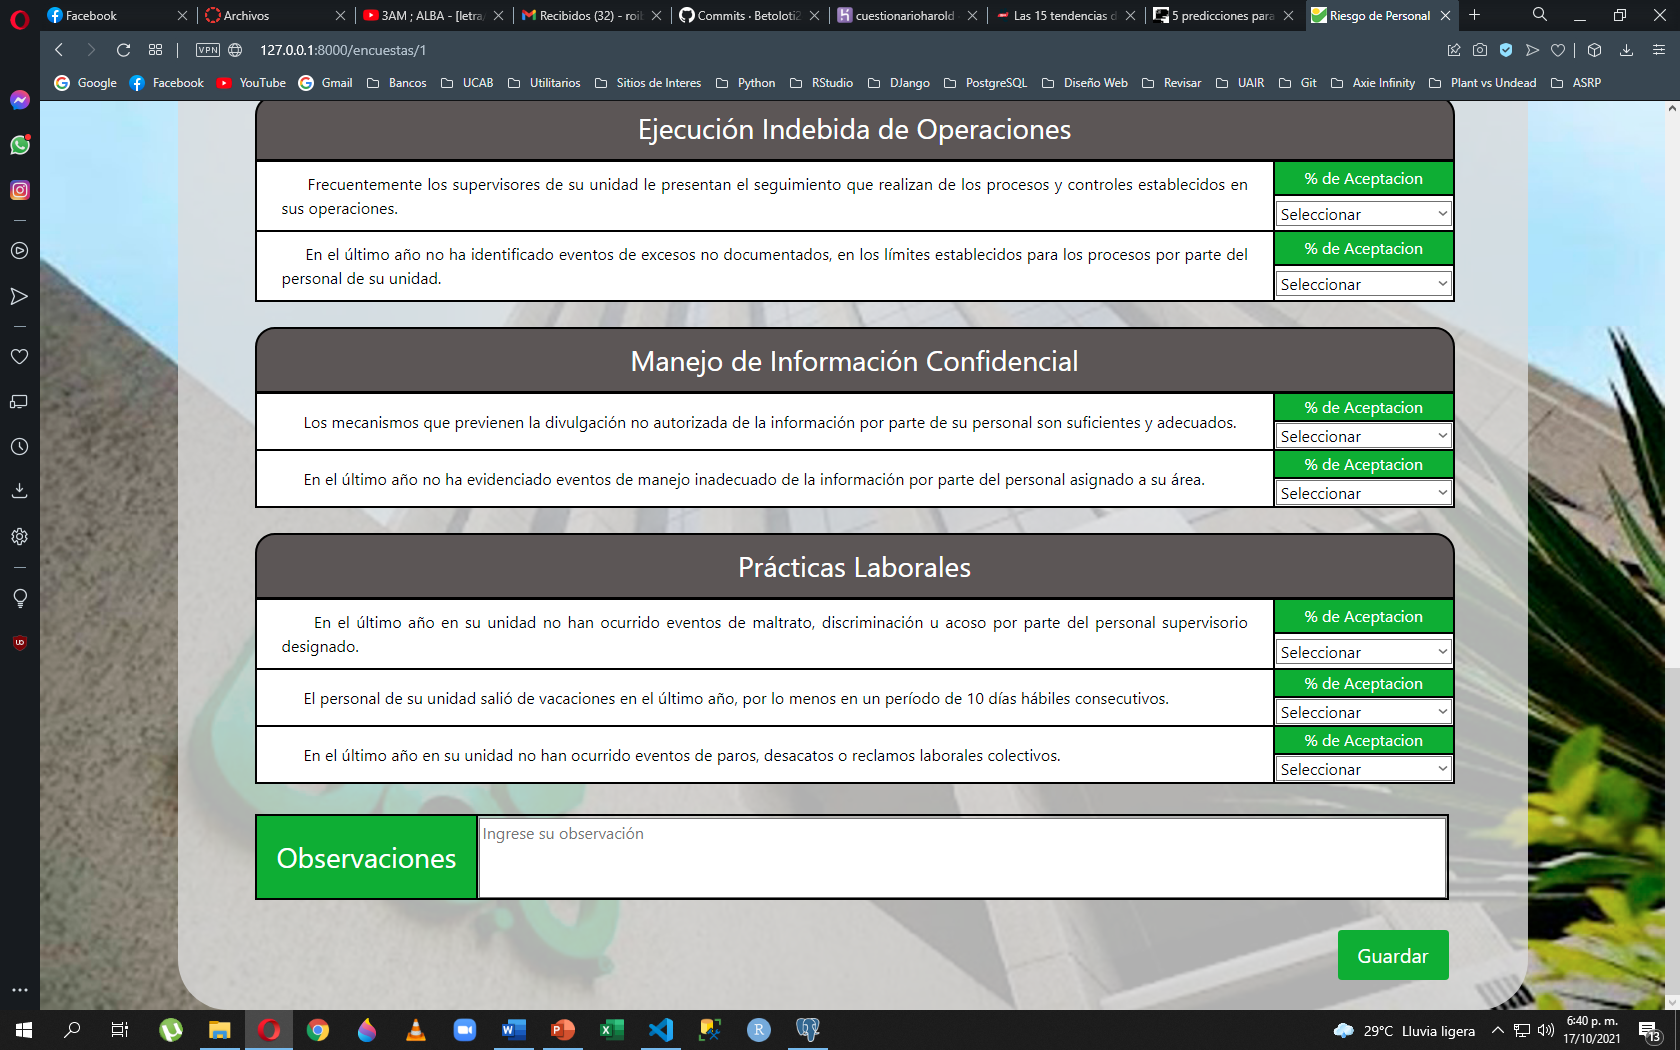 Facebook
Archivos
3AM ; ALBA - [letra/
Recibidos (32) - roil
Commits · Betoloti2
cuestionarioharold ·
Las 15 tendencias d
5 predicciones para
Riesgo de Personal
VPN
127.0.0.1:8000/encuestas/1
Google
Facebook
YouTube
Gmail
Bancos
UCAB
Utilitarios
Sitios de Interes
Python
RStudio
DJango
PostgreSQL
Diseño Web
Revisar
UAIR
Git
Axie Infinity
Plant vs Undead
ASRP
Ejecución Indebida de Operaciones
Frecuentemente los supervisores de su unidad le presentan el seguimiento que realizan de los procesos y controles establecidos en
sus operaciones.
% de Aceptacion
Seleccionar
En el último año no ha identificado eventos de excesos no documentados, en los límites establecidos para los procesos por parte del
personal de su unidad.
% de Aceptacion
Seleccionar
Manejo de Información Confidencial
Los mecanismos que previenen la divulgación no autorizada de la información por parte de su personal son suficientes y adecuados.
% de Aceptacion
Seleccionar
En el último año no ha evidenciado eventos de manejo inadecuado de la información por parte del personal asignado a su área.
% de Aceptacion
Seleccionar
Prácticas Laborales
En el último año en su unidad no han ocurrido eventos de maltrato, discriminación u acoso por parte del personal supervisorio
designado.
% de Aceptacion
Seleccionar
El personal de su unidad salió de vacaciones en el último año, por lo menos en un período de 10 días hábiles consecutivos.
% de Aceptacion
Seleccionar
En el último año en su unidad no han ocurrido eventos de paros, desacatos o reclamos laborales colectivos.
% de Aceptacion
Seleccionar
Observaciones
Ingrese su observación
Guardar
29°C Lluvia ligera
6:40 p. m.
17/10/2021
13